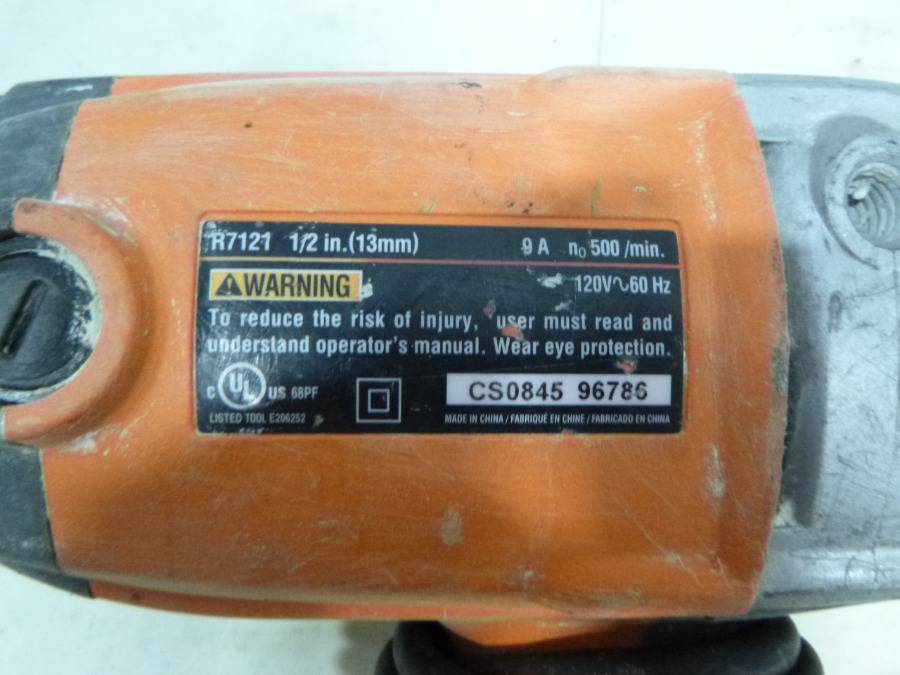 R7121 1/2 in.(13mm) 9 A n₀ 500 /min.
WARNING 120V~60 Hz
To reduce the risk of injury, user must read and
understand operator's manual. Wear eye protection.
C UL US 68PF
LISTED TOOL E206252
CS0845 96786
MADE IN CHINA / FABRIQUÉ EN CHINE / FABRICADO EN CHINA